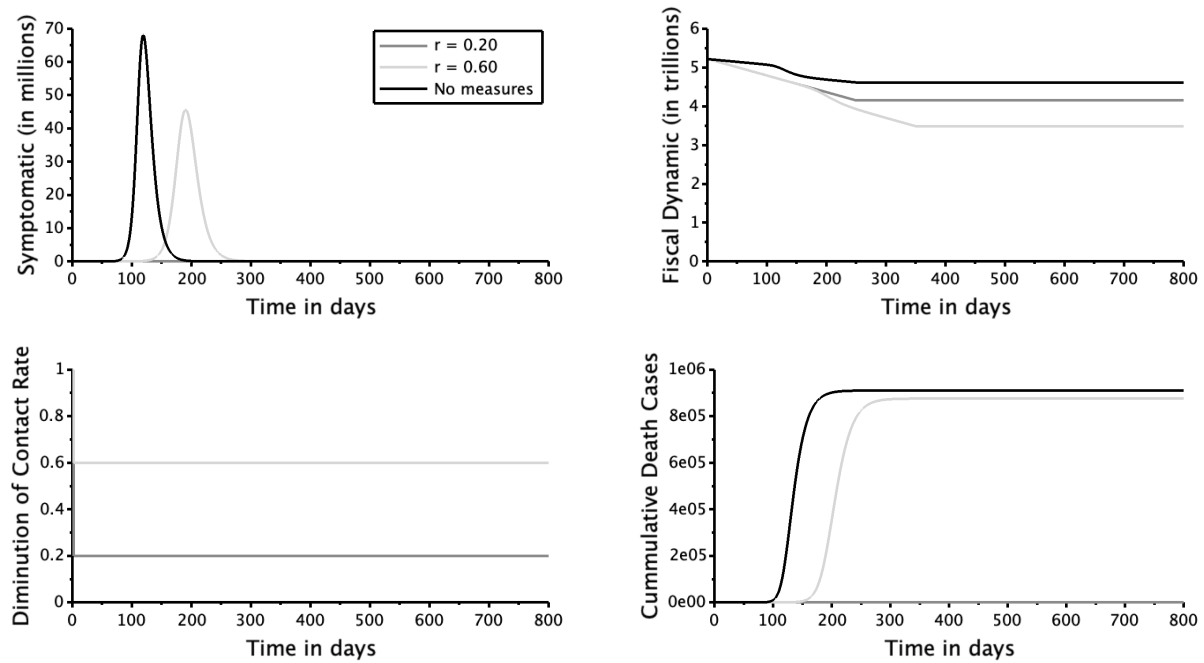 Symptomatic (in millions)
70
60
50
40
30
20
10
0
0 100 200 300 400 500 600 700 800
Time in days
r = 0.20
r = 0.60
No measures
Fiscal Dynamic (in trillions)
6
5
4
3
2
1
0
0 100 200 300 400 500 600 700 800
Time in days
Diminution of Contact Rate
1
0.8
0.6
0.4
0.2
0
0 100 200 300 400 500 600 700 800
Time in days
Cummulative Death Cases
1e06
8e05
6e05
4e05
2e05
0e00
0 100 200 300 400 500 600 700 800
Time in days